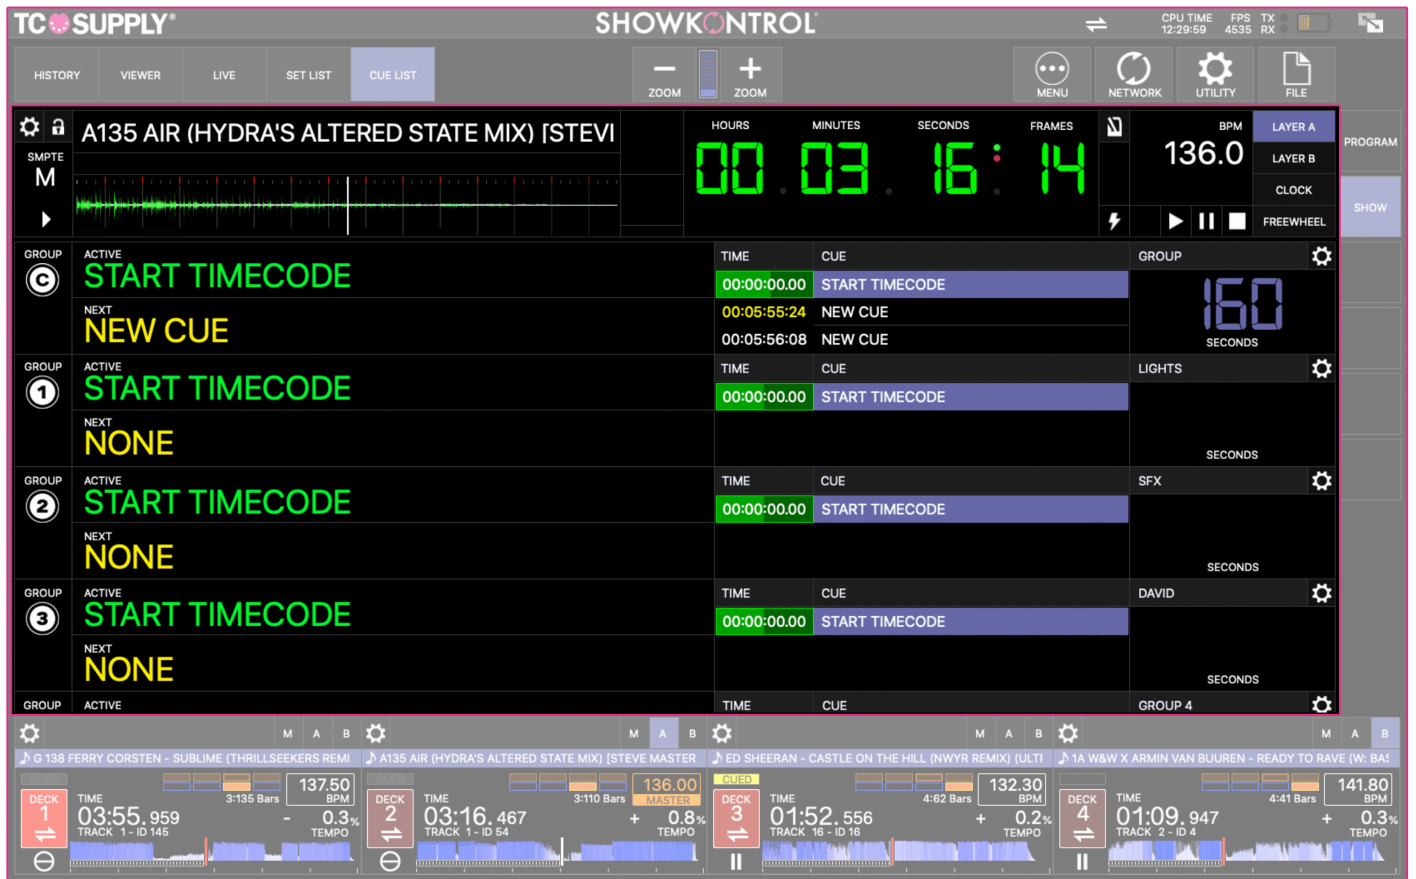 TC SUPPLY®
SHOWKONTROL
CPU TIME FPS TX
12:29:59 4535 RX
HISTORY VIEWER LIVE SET LIST CUE LIST
ZOOM ZOOM
MENU NETWORK UTILITY FILE
A135 AIR (HYDRA'S ALTERED STATE MIX) [STEVI
SMPTE
M
HOURS MINUTES SECONDS FRAMES
00 . 03 . 16 : 14
BPM
136.0
LAYER A
LAYER B
CLOCK
FREEWHEEL
PROGRAM
SHOW
GROUP ACTIVE TIME CUE GROUP
C START TIMECODE 00:00:00.00 START TIMECODE 160
NEXT 00:05:55:24 NEW CUE
NEW CUE 00:05:56:08 NEW CUE SECONDS
GROUP ACTIVE TIME CUE LIGHTS
1 START TIMECODE 00:00:00.00 START TIMECODE
NEXT
NONE SECONDS
GROUP ACTIVE TIME CUE SFX
2 START TIMECODE 00:00:00.00 START TIMECODE
NEXT
NONE SECONDS
GROUP ACTIVE TIME CUE DAVID
3 START TIMECODE 00:00:00.00 START TIMECODE
NEXT
NONE SECONDS
GROUP ACTIVE TIME CUE GROUP 4
M A B
G 138 FERRY CORSTEN - SUBLIME (THRILLSEEKERS REMI
CUED
DECK 1
TIME 3:135 Bars 137.50 BPM
03:55.959 - 0.3%
TRACK 1 - ID 145 TEMPO
M A B
A135 AIR (HYDRA'S ALTERED STATE MIX) [STEVE MASTER
CUED
DECK 2
TIME 3:110 Bars 136.00 MASTER
03:16.467 + 0.8%
TRACK 1 - ID 54 TEMPO
M A B
ED SHEERAN - CASTLE ON THE HILL (NWYR REMIX) (ULTI
CUED
DECK 3
TIME 4:62 Bars 132.30 BPM
01:52.556 + 0.2%
TRACK 16 - ID 16 TEMPO
M A B
1A W&W X ARMIN VAN BUUREN - READY TO RAVE (W: BAS
DECK 4
TIME 4:41 Bars 141.80 BPM
01:09.947 + 0.3%
TRACK 2 - ID 4 TEMPO